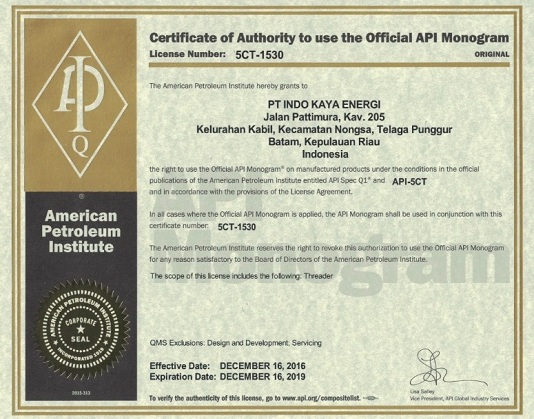 Certificate of Authority to use the Official API Monogram
License Number: 5CT-1530
ORIGINAL
The American Petroleum Institute hereby grants to
PT INDO KAYA ENERGI
Jalan Pattimura, Kav. 205
Kelurahan Kabil, Kecamatan Nongsa, Telaga Punggur
Batam, Kepulauan Riau
Indonesia
the right to use the Official API Monogram® on manufactured products under the conditions in the official
publications of the American Petroleum Institute entitled API Spec Q1® and API-5CT
and in accordance with the provisions of the License Agreement.
In all cases where the Official API Monogram is applied, the API Monogram shall be used in conjunction with this
certificate number: 5CT-1530
The American Petroleum Institute reserves the right to revoke this authorization to use the Official API Monogram
for any reason satisfactory to the Board of Directors of the American Petroleum Institute.
The scope of this license includes the following: Threader
QMS Exclusions: Design and Development; Servicing
Effective Date: DECEMBER 16, 2016
Expiration Date: DECEMBER 16, 2019
To verify the authenticity of this license, go to www.api.org/compositelist.
Vice President, API Global Industry Services
API
Q
®
American
Petroleum
Institute
AMERICAN PETROLEUM INSTITUTE
CORPORATE
SEAL
INCORPORATED 1919